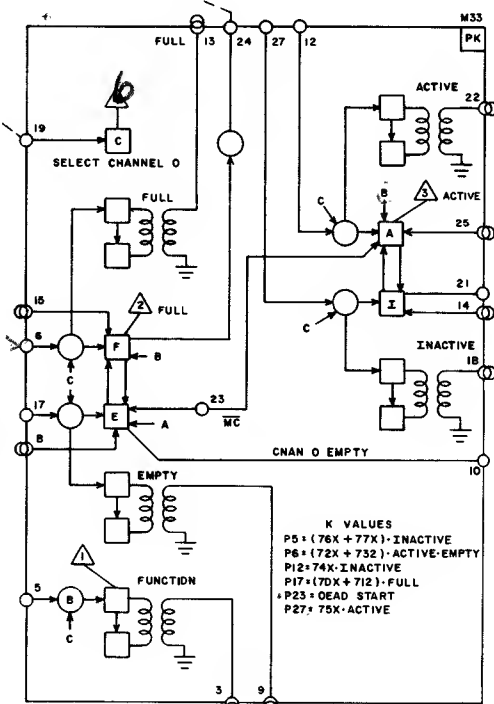 M33
PK
FULL 13 24 27 12
ACTIVE
22
6
19
C
SELECT CHANNEL 0
FULL
C
B
3 ACTIVE
A
25
15
2 FULL
I
21
14
C
6
F
B
INACTIVE
18
C
17
E
23
A
MC
8
CHAN 0 EMPTY
10
EMPTY
K VALUES
P5=(76X+77X)·INACTIVE
P6=(72X+732)·ACTIVE·EMPTY
P12=74X·INACTIVE
P17=(7DX+712)·FULL
P23=OEAD START
P27=75X·ACTIVE
1
FUNCTION
5
B
C
3 9